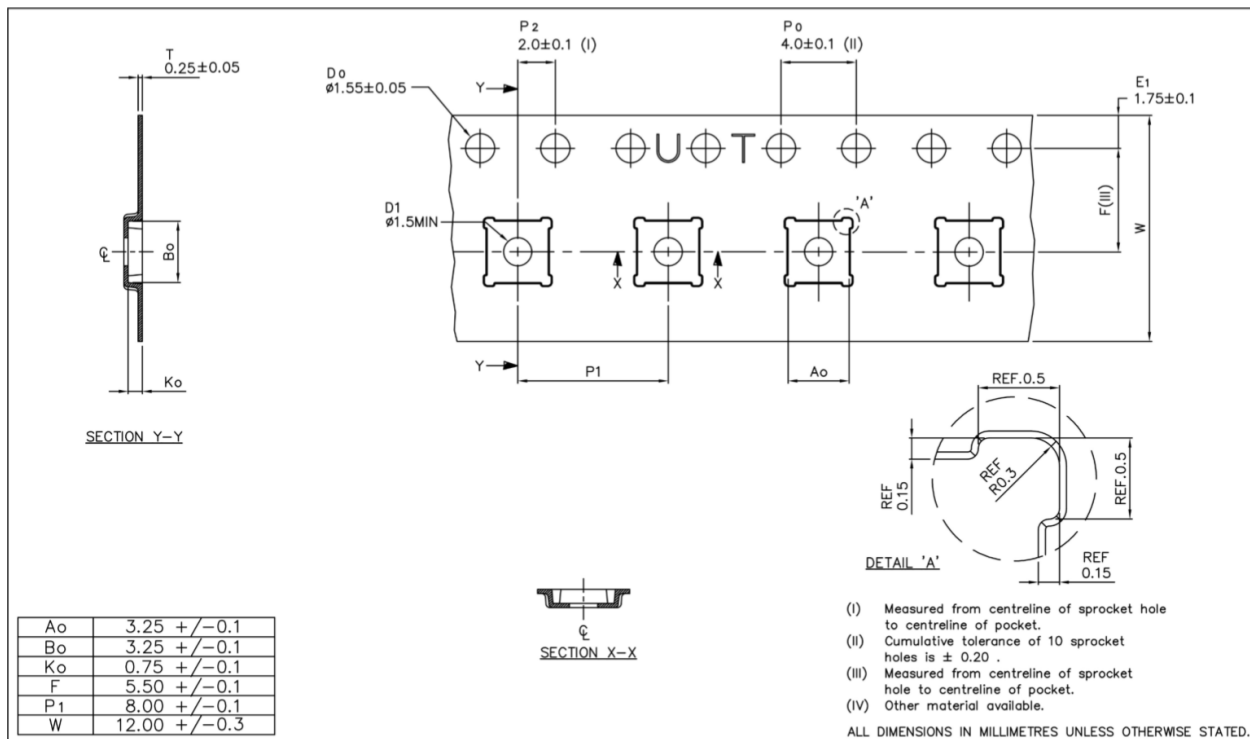 P2
2.0±0.1 (I)
Po
4.0±0.1 (II)
T
0.25±0.05
Do
ø1.55±0.05
Y
E1
1.75±0.1
U T
D1
ø1.5MIN
'A'
F(III)
W
℄
Bo
X
X
Y
P1
Ao
Ko
SECTION Y-Y
REF.0.5
REF
0.15
REF
R0.3
REF.0.5
REF
0.15
DETAIL 'A'
℄
SECTION X-X
Ao 3.25 +/-0.1
Bo 3.25 +/-0.1
Ko 0.75 +/-0.1
F 5.50 +/-0.1
P1 8.00 +/-0.1
W 12.00 +/-0.3
(I) Measured from centreline of sprocket hole
to centreline of pocket.
(II) Cumulative tolerance of 10 sprocket
holes is ± 0.20 .
(III) Measured from centreline of sprocket
hole to centreline of pocket.
(IV) Other material available.
ALL DIMENSIONS IN MILLIMETRES UNLESS OTHERWISE STATED.